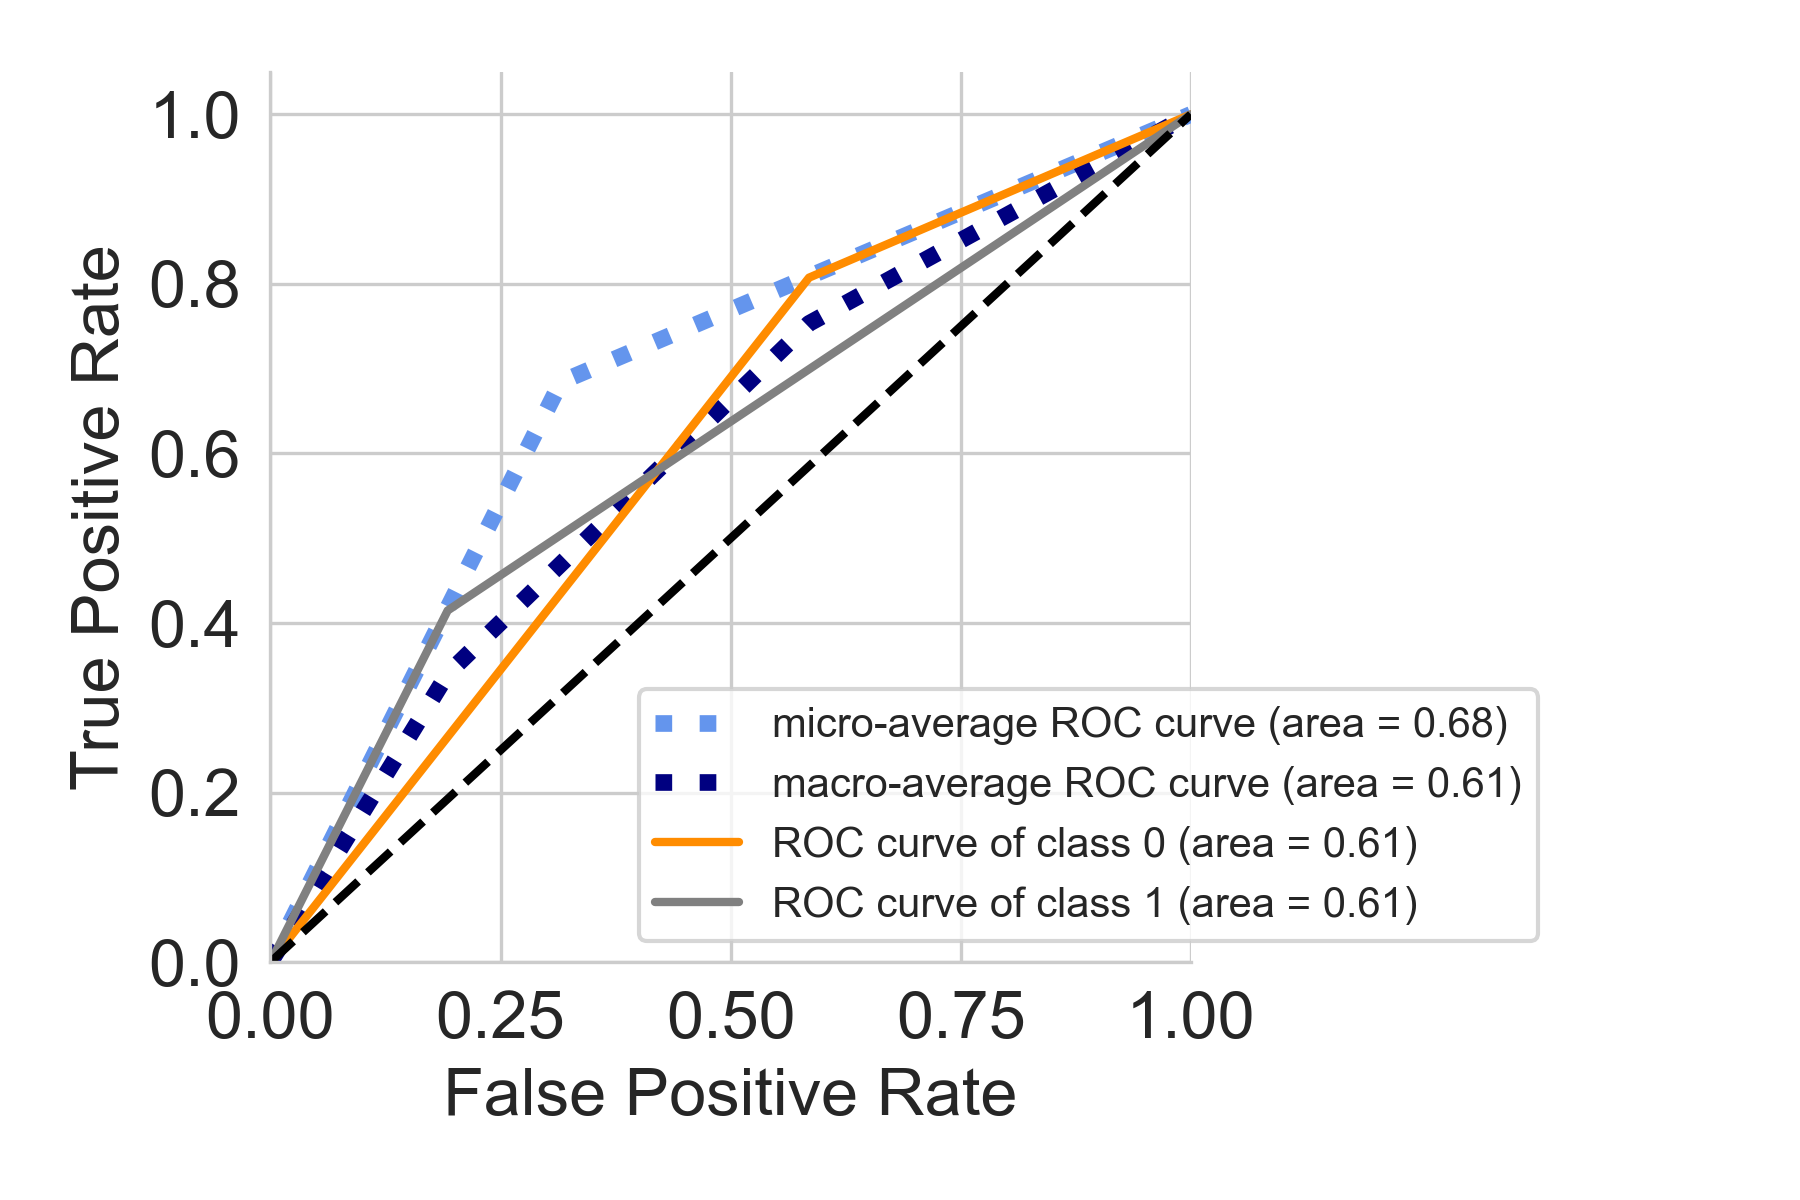 1.0
0.8
0.6
0.4
0.2
0.0
True Positive Rate
0.00 0.25 0.50 0.75 1.00
False Positive Rate
micro-average ROC curve (area = 0.68)
macro-average ROC curve (area = 0.61)
ROC curve of class 0 (area = 0.61)
ROC curve of class 1 (area = 0.61)